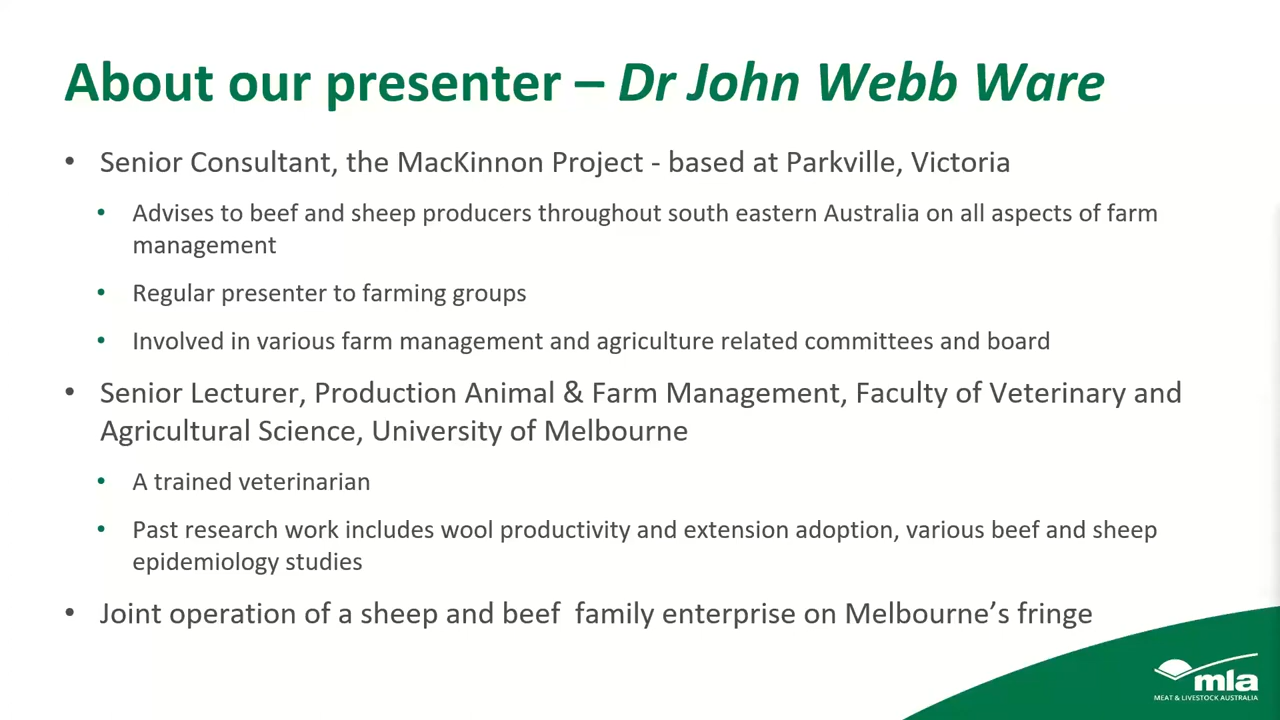 About our presenter – Dr John Webb Ware
• Senior Consultant, the MacKinnon Project - based at Parkville, Victoria
• Advises to beef and sheep producers throughout south eastern Australia on all aspects of farm
management
• Regular presenter to farming groups
• Involved in various farm management and agriculture related committees and board
• Senior Lecturer, Production Animal & Farm Management, Faculty of Veterinary and
Agricultural Science, University of Melbourne
• A trained veterinarian
• Past research work includes wool productivity and extension adoption, various beef and sheep
epidemiology studies
• Joint operation of a sheep and beef  family enterprise on Melbourne’s fringe
mla
MEAT & LIVESTOCK AUSTRALIA